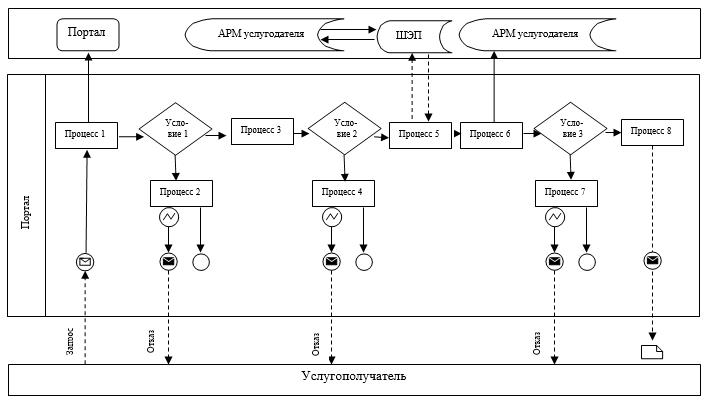 Портал
АРМ услугодателя
ШЭП
АРМ услугодателя
Портал
Процесс 1
Усло-
вие 1
Процесс 3
Усло-
вие 2
Процесс 5
Процесс 6
Усло-
вие 3
Процесс 8
Процесс 2
Процесс 4
Процесс 7
Запрос
Отказ
Отказ
Отказ
Услугополучатель